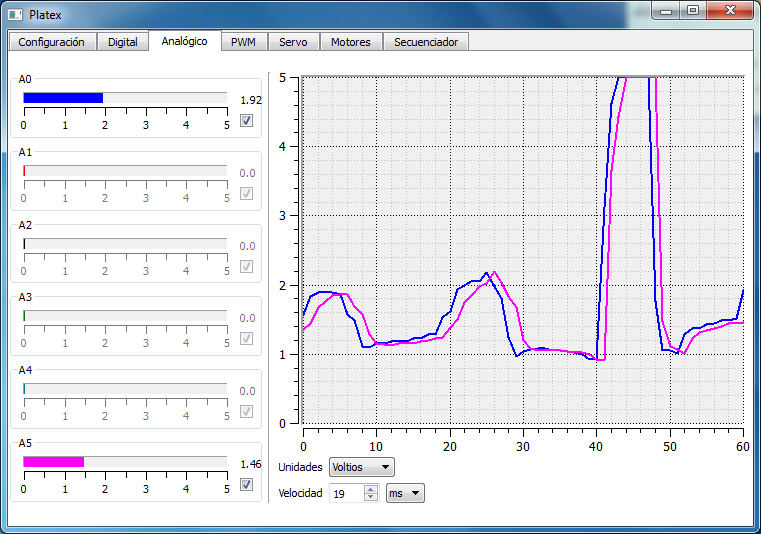 Platex
Configuración Digital Analógico PWM Servo Motores Secuenciador
A0
1.92
0 1 2 3 4 5
A1
0.0
0 1 2 3 4 5
A2
0.0
0 1 2 3 4 5
A3
0.0
0 1 2 3 4 5
A4
0.0
0 1 2 3 4 5
A5
1.46
0 1 2 3 4 5
5
4
3
2
1
0
0 10 20 30 40 50 60
Unidades Voltios
Velocidad 19 ms